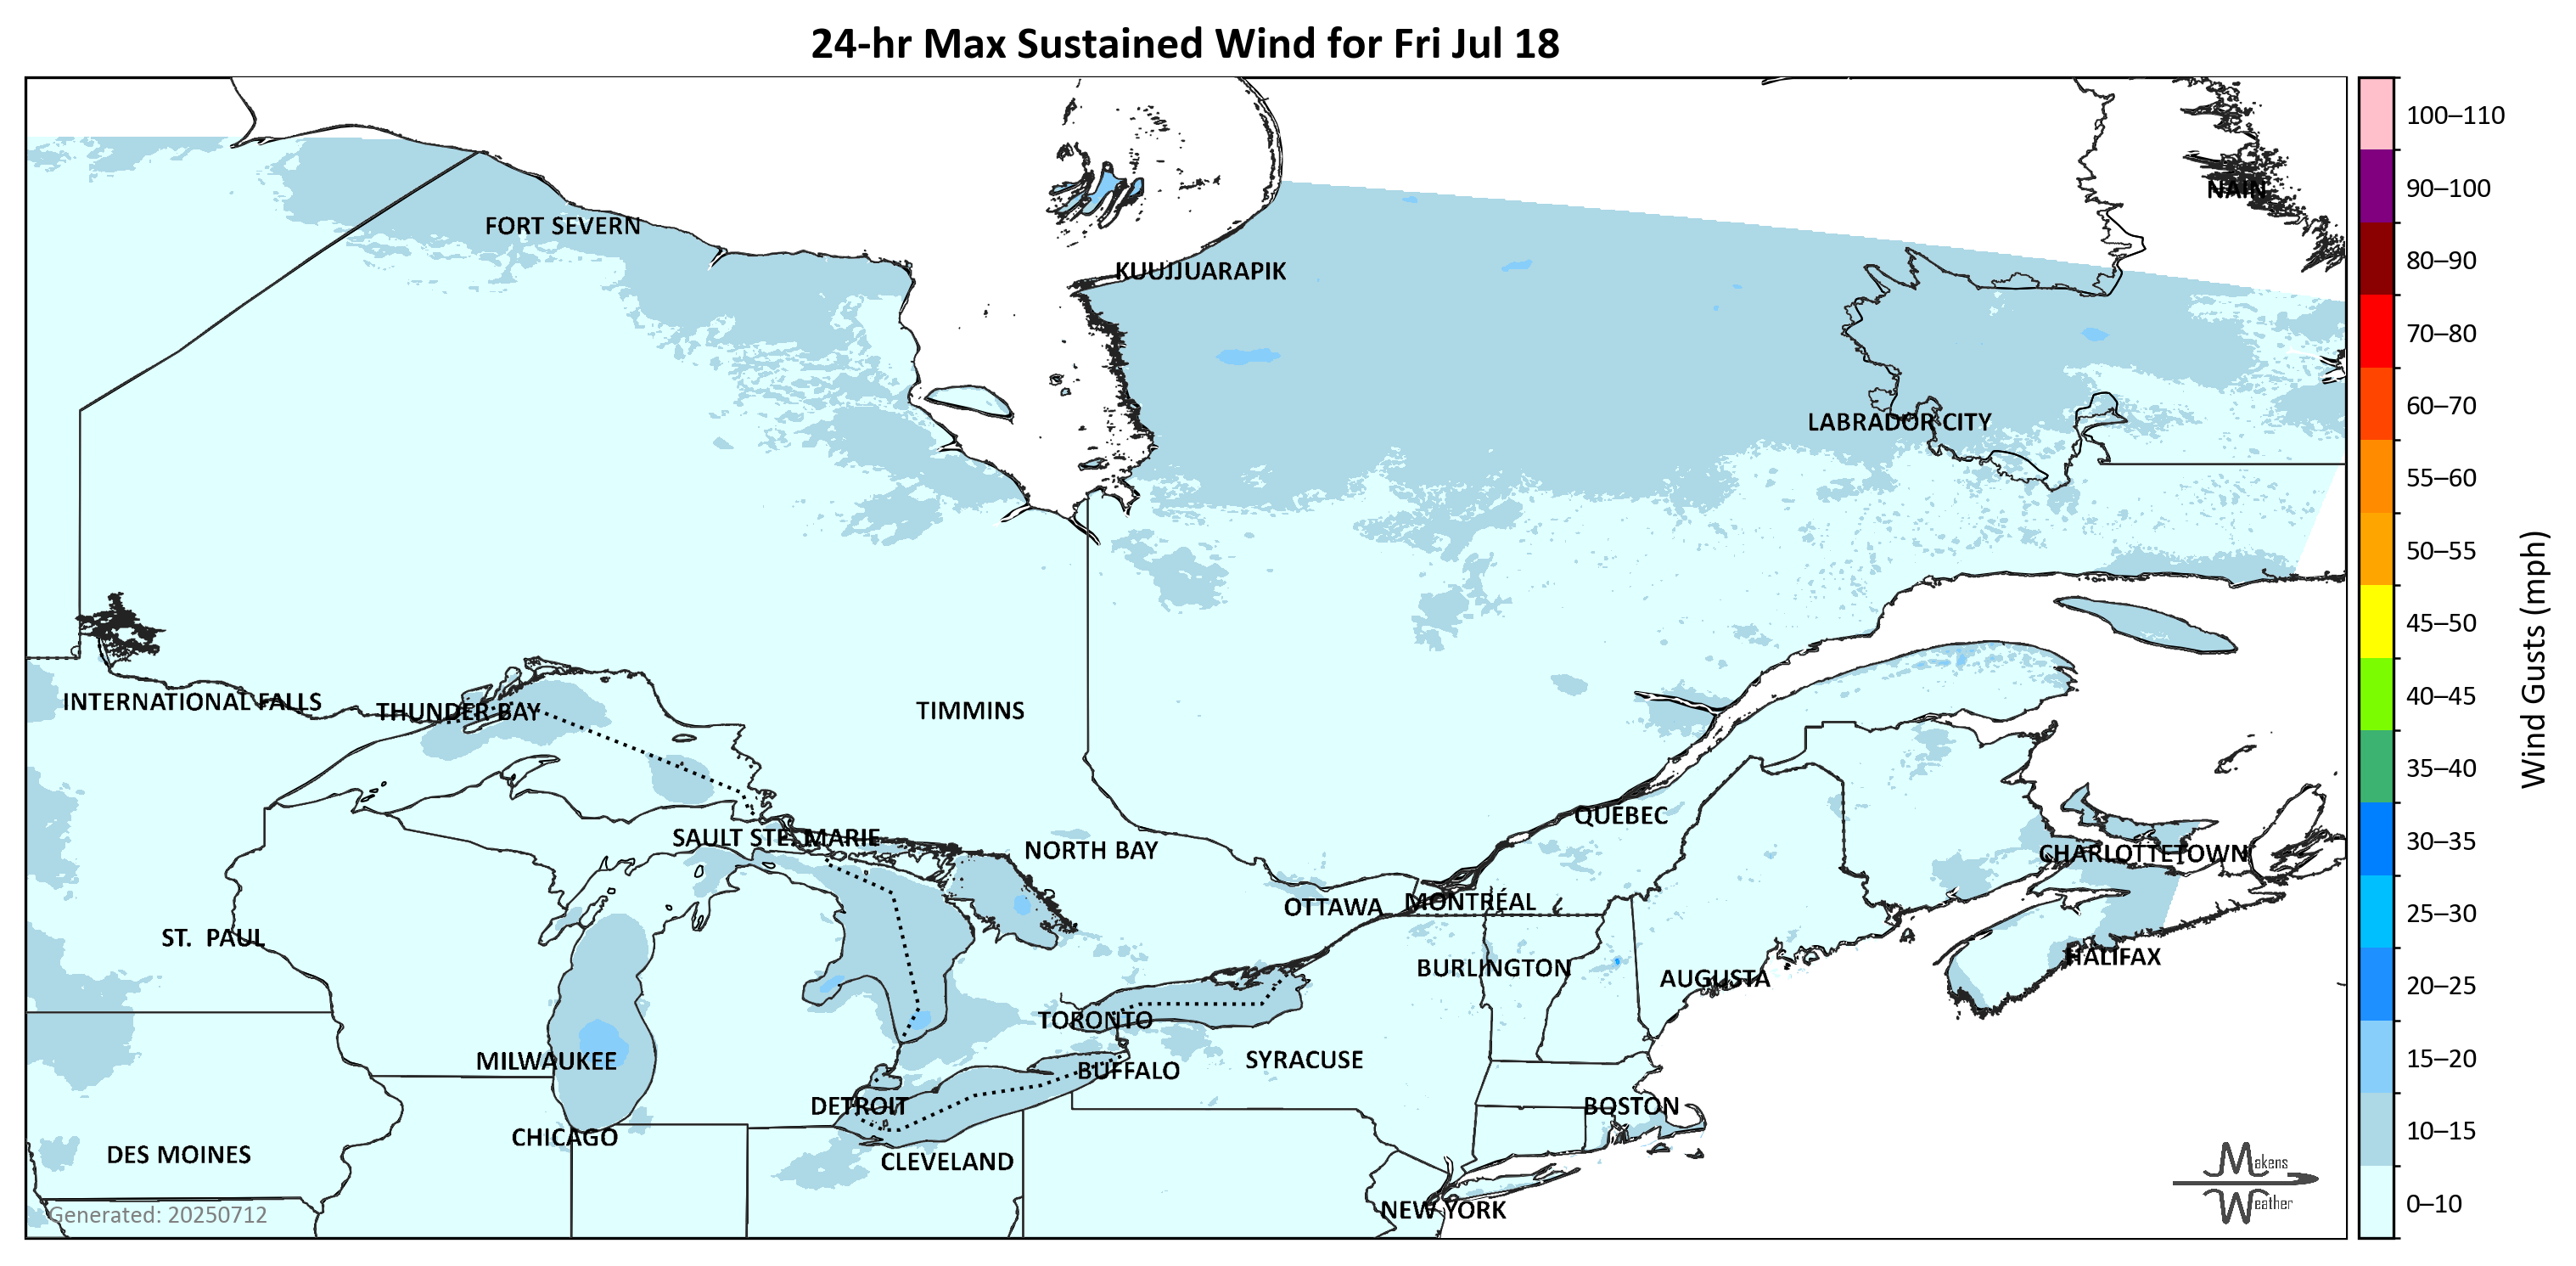 24-hr Max Sustained Wind for Fri Jul 18
100–110
90–100
NAIN
FORT SEVERN
80–90
KUUJJUARAPIK
70–80
60–70
LABRADOR CITY
55–60
50–55
45–50
Wind Gusts (mph)
40–45
INTERNATIONAL FALLS
THUNDER BAY
TIMMINS
35–40
QUÉBEC
30–35
SAULT STE. MARIE
NORTH BAY
CHARLOTTETOWN
OTTAWA
MONTRÉAL
25–30
ST. PAUL
HALIFAX
BURLINGTON
AUGUSTA
20–25
TORONTO
MILWAUKEE
SYRACUSE
15–20
BUFFALO
DETROIT
BOSTON
CHICAGO
10–15
DES MOINES
CLEVELAND
Makens
Weather
0–10
NEW YORK
Generated: 20250712